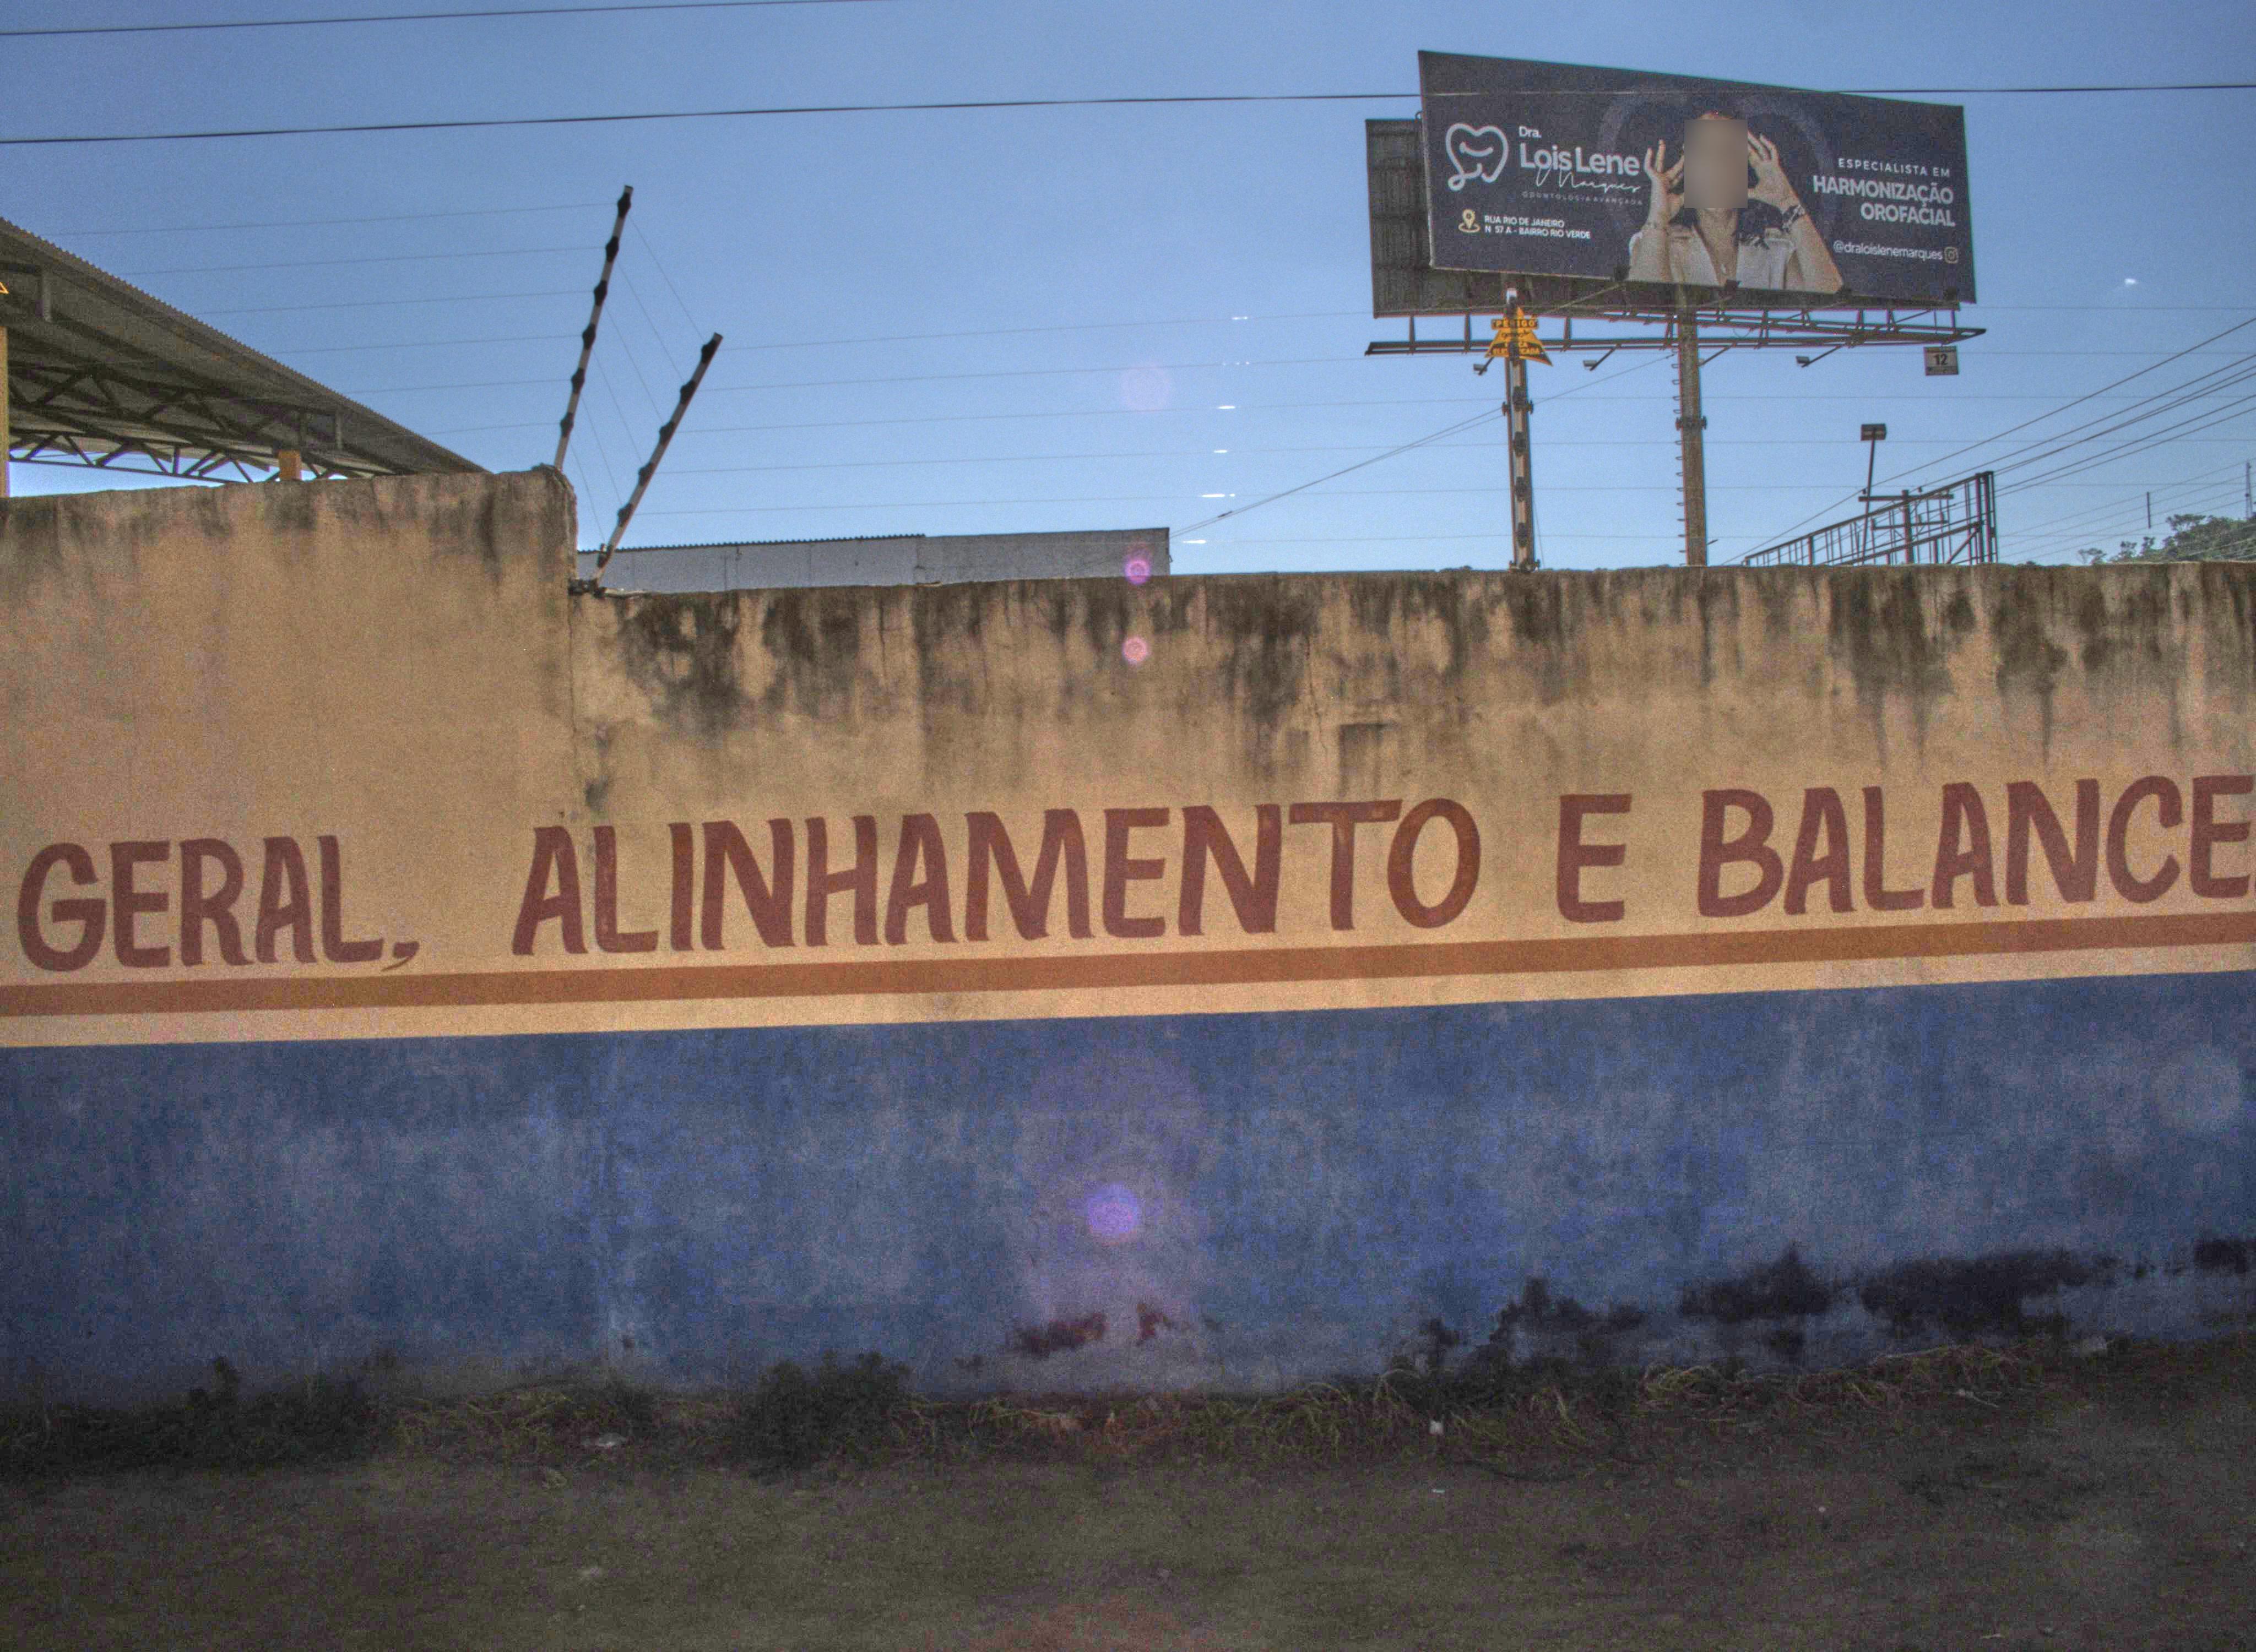 Dra.
Lois Lene
Marques
ODONTOLOGIA AVANÇADA
RUA RIO DE JANEIRO
N 57 A - BAIRRO RIO VERDE
ESPECIALISTA EM
HARMONIZAÇÃO
OROFACIAL
@draloislenemarques
PERIGO
12
GERAL, ALINHAMENTO E BALANCE